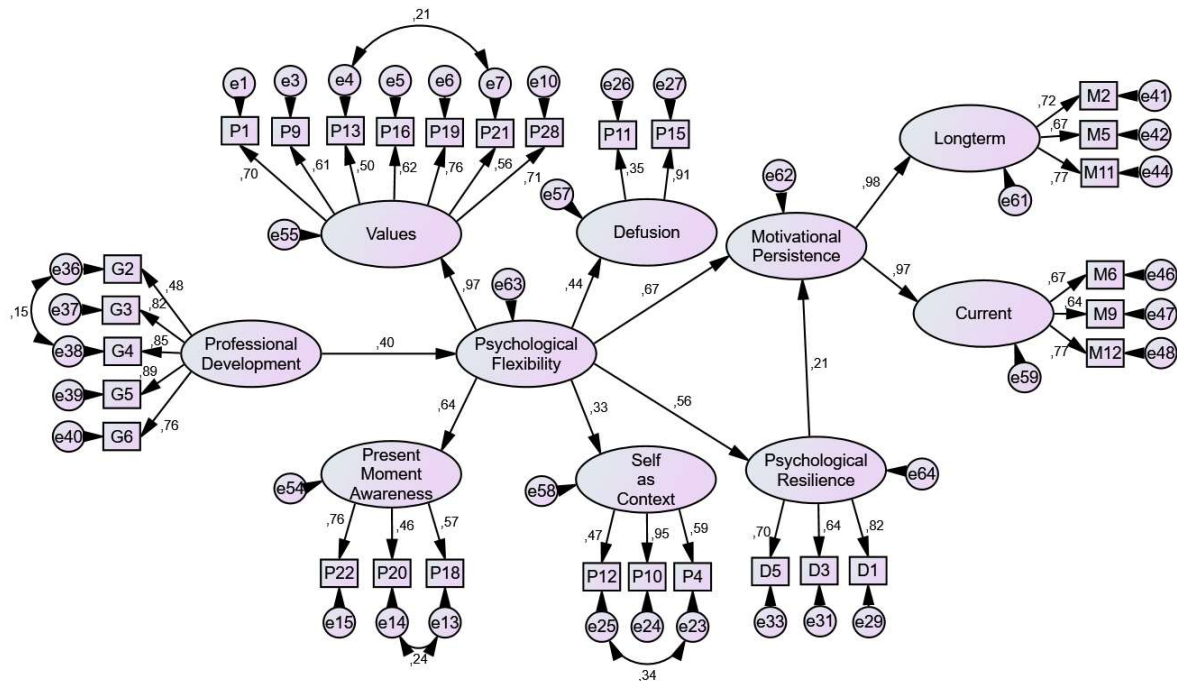 ,21
e1
e3
e4
e5
e6
e7
e10
e26
e27
P1
P9
P13
P16
P19
P21
P28
P11
P15
,70
,61
,50
,62
,76
,56
,71
,35
,91
e55
Values
e57
Defusion
e62
Motivational
Persistence
Longterm
,72
,67
,77
M2
M5
M11
e41
e42
e44
e61
,98
,97
Current
,67
,64
,77
M6
M9
M12
e46
e47
e48
e59
e36
e37
e38
e39
e40
,15
G2
G3
G4
G5
G6
,48
,82
,85
,89
,76
Professional
Development
,40
,97
e63
,44
,67
Psychological
Flexibility
,64
,33
,56
,21
e54
Present
Moment
Awareness
e58
Self
as
Context
Psychological
Resilience
e64
,76
,46
,57
,47
,95
,59
,70
,64
,82
P22
P20
P18
P12
P10
P4
D5
D3
D1
e15
e14
e13
e25
e24
e23
e33
e31
e29
,24
,34